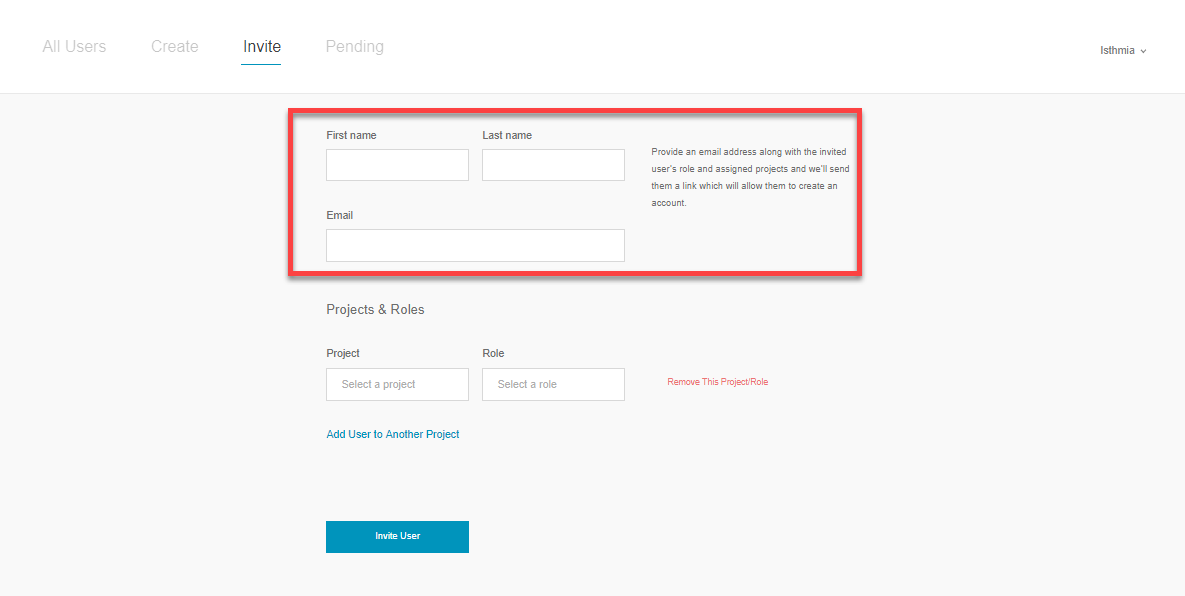 All Users Create Invite Pending
Isthmia
First name Last name
Provide an email address along with the invited
user's role and assigned projects and we'll send
them a link which will allow them to create an
account.
Email
Projects & Roles
Project Role
Select a project Select a role Remove This Project/Role
Add User to Another Project
Invite User